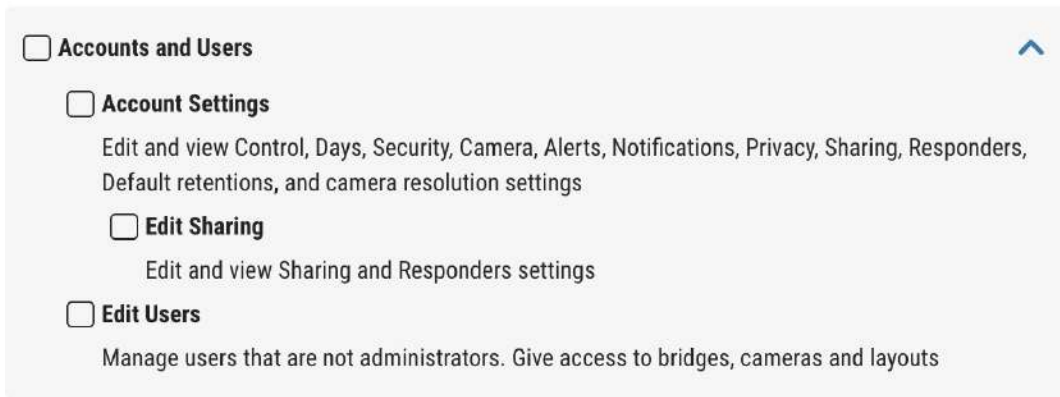 Accounts and Users
Account Settings
Edit and view Control, Days, Security, Camera, Alerts, Notifications, Privacy, Sharing, Responders,
Default retentions, and camera resolution settings
Edit Sharing
Edit and view Sharing and Responders settings
Edit Users
Manage users that are not administrators. Give access to bridges, cameras and layouts